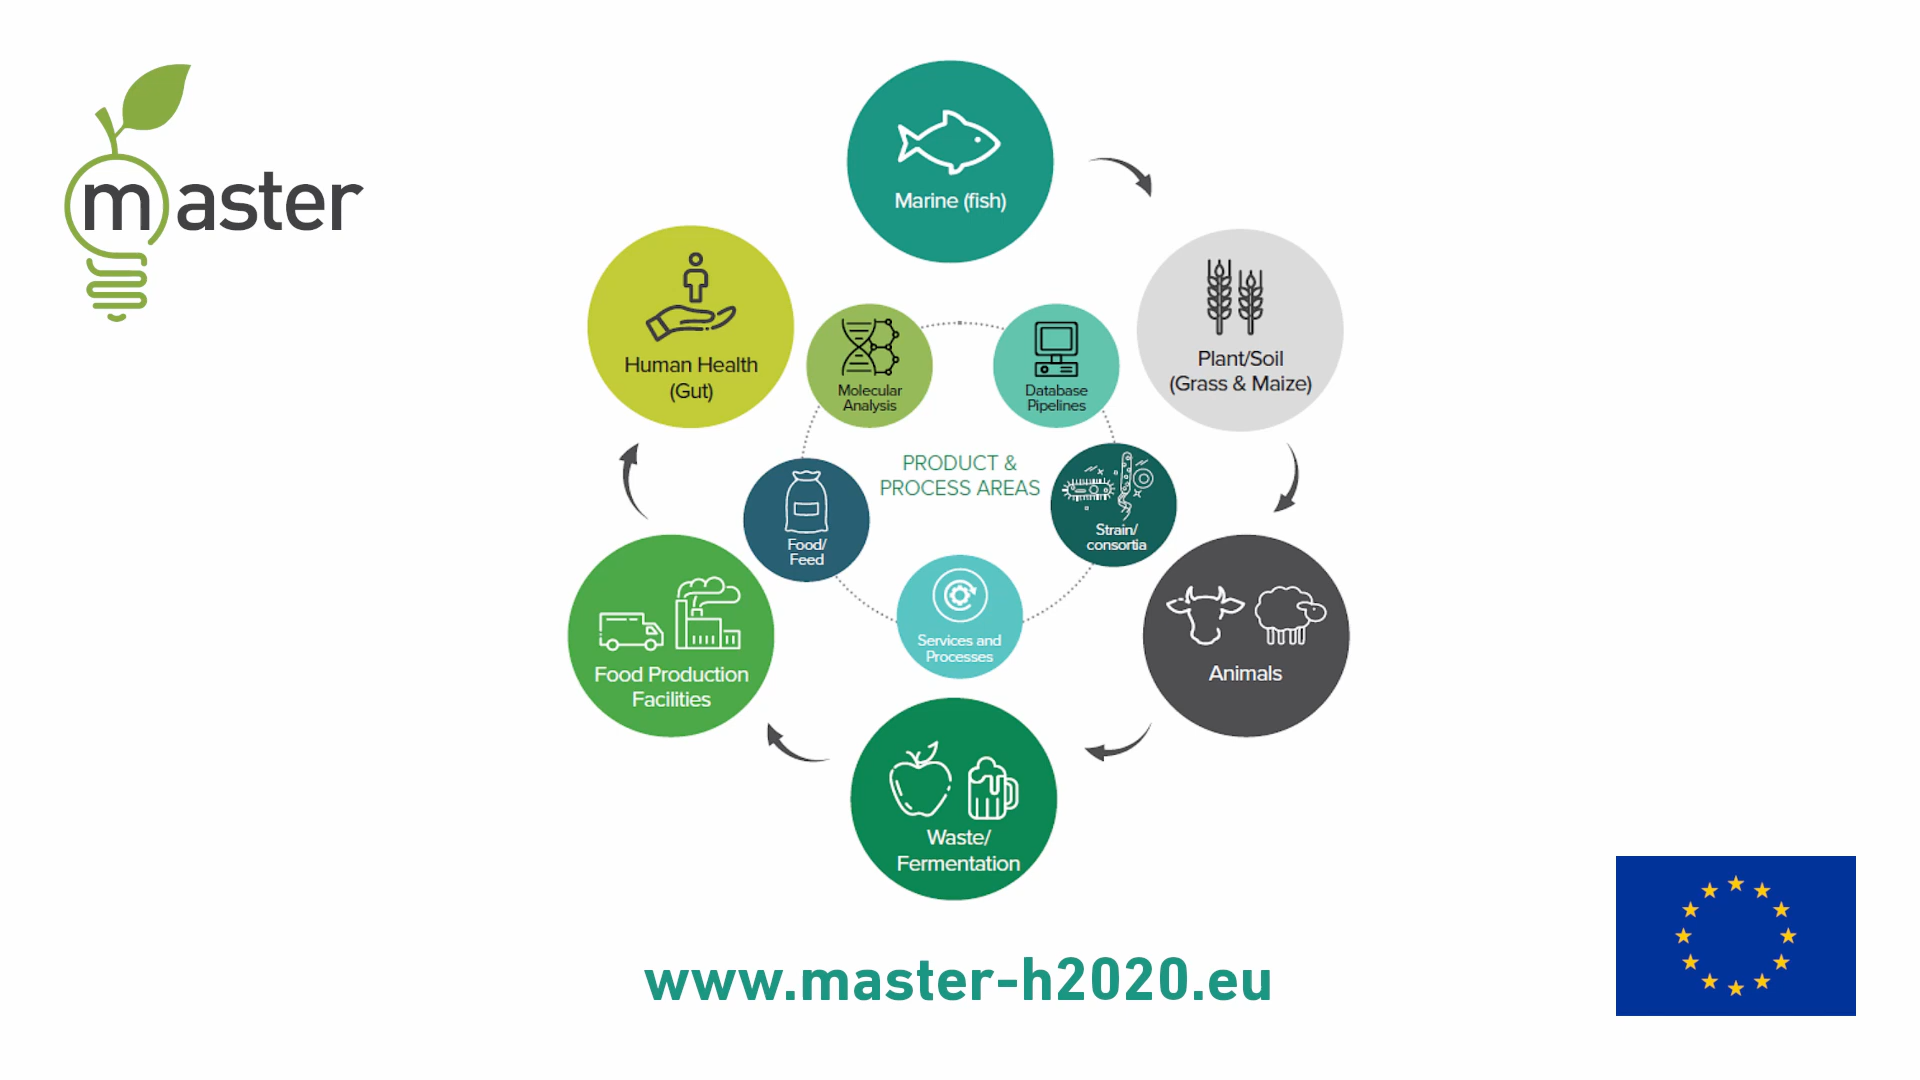 master
Marine (fish)
Human Health
(Gut)
Plant/Soil
(Grass & Maize)
Molecular
Analysis
Database
Pipelines
PRODUCT &
PROCESS AREAS
Food/
Feed
Strain/
consortia
Services and
Processes
Food Production
Facilities
Animals
Waste/
Fermentation
www.master-h2020.eu